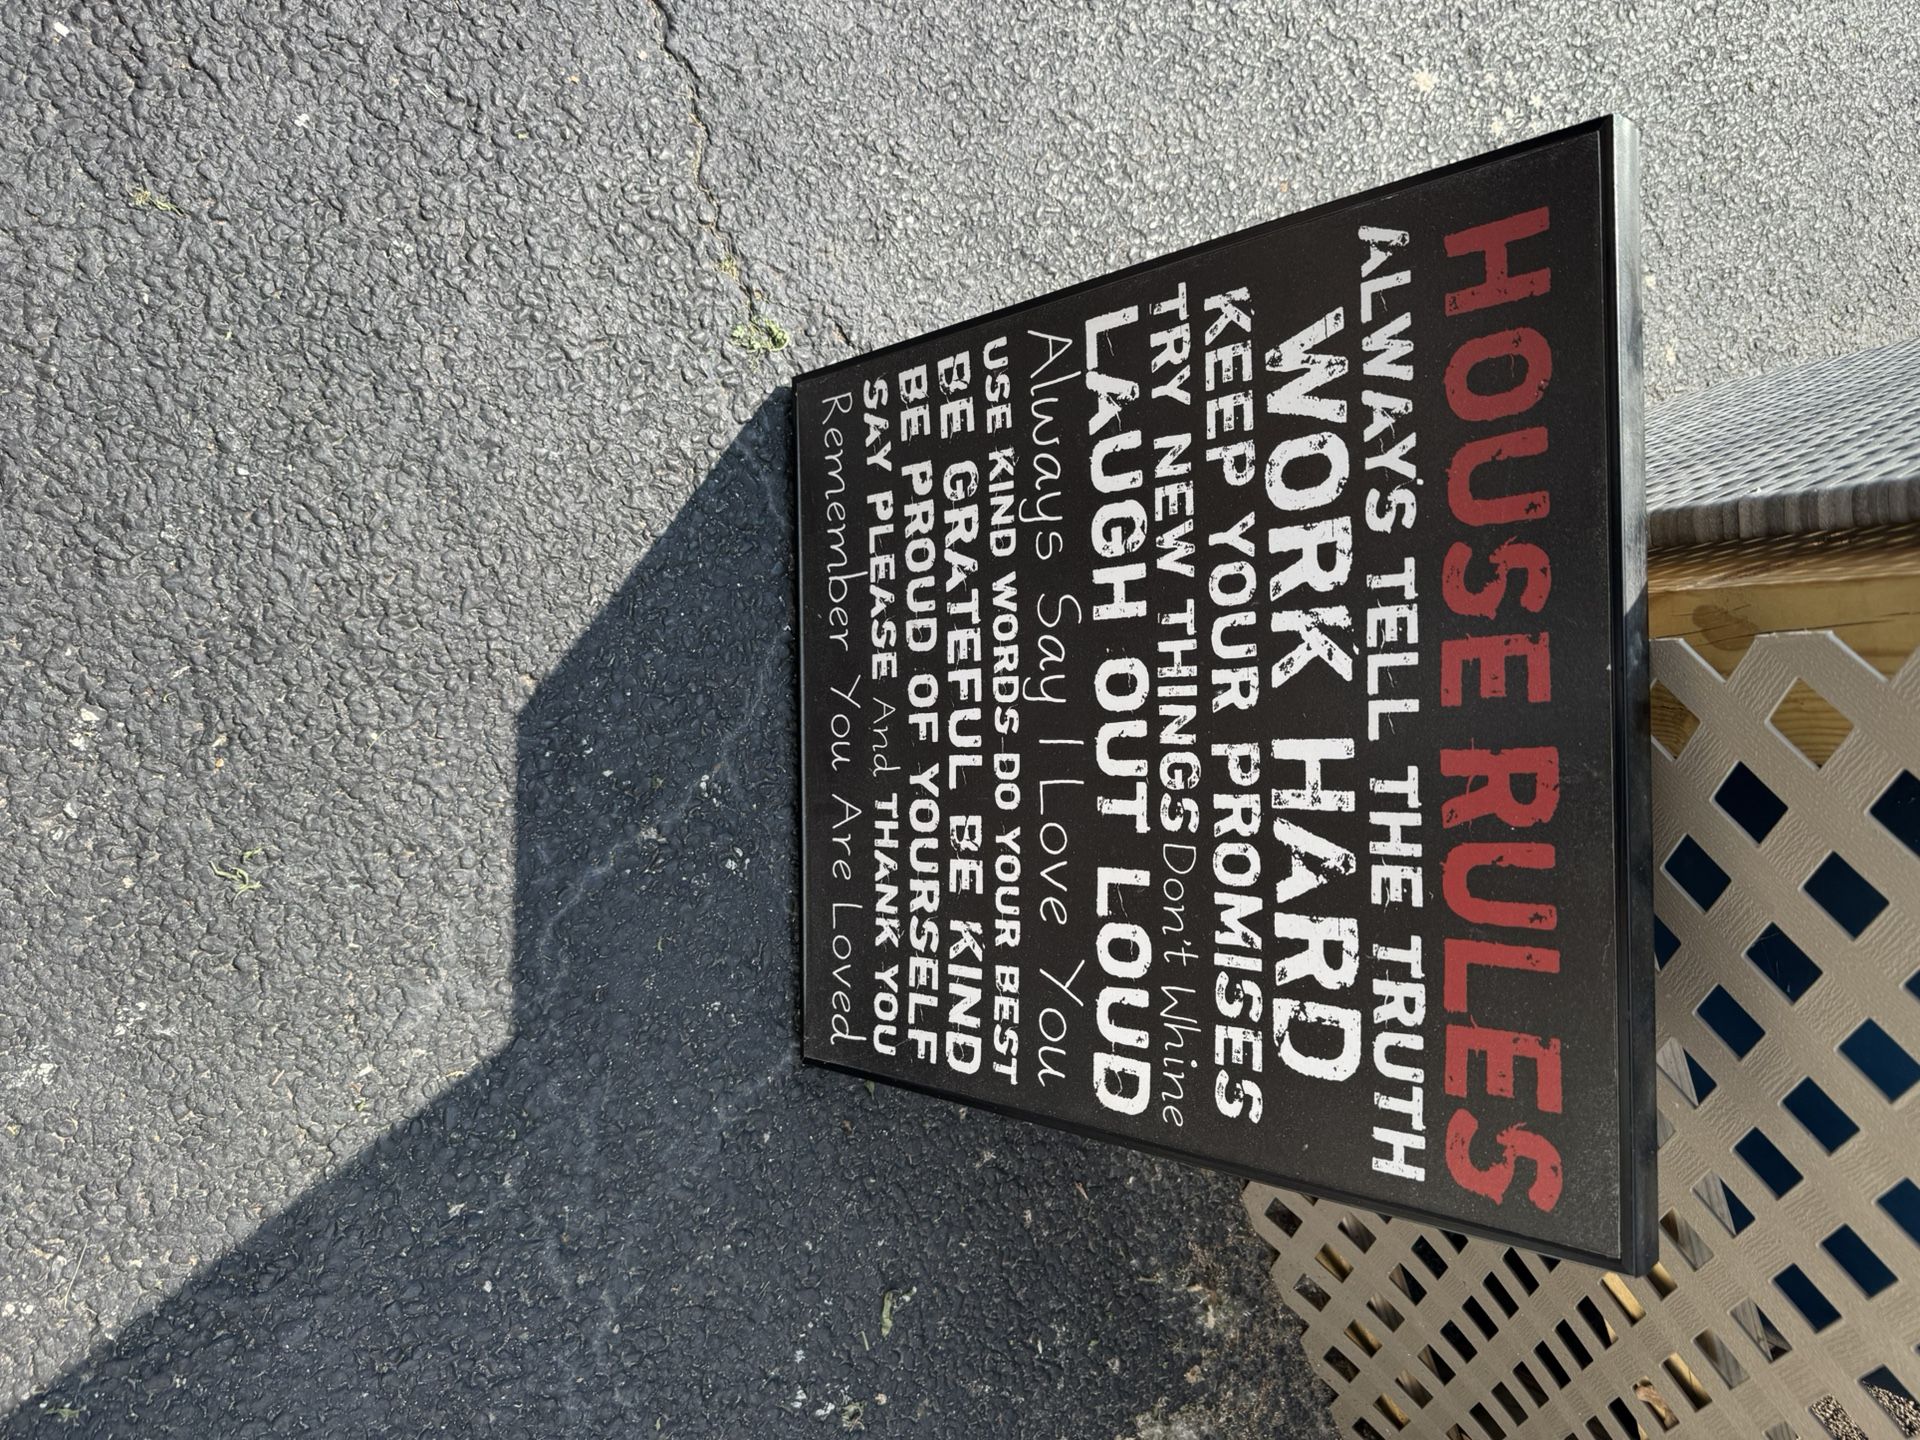 HOUSE RULES
ALWAYS TELL THE TRUTH
WORK HARD
KEEP YOUR PROMISES
TRY NEW THINGS Don't Whine
LAUGH OUT LOUD
Always Say I Love You
USE KIND WORDS DO YOUR BEST
BE GRATEFUL BE KIND
BE PROUD OF YOURSELF
SAY PLEASE And THANK YOU
Remember You Are Loved